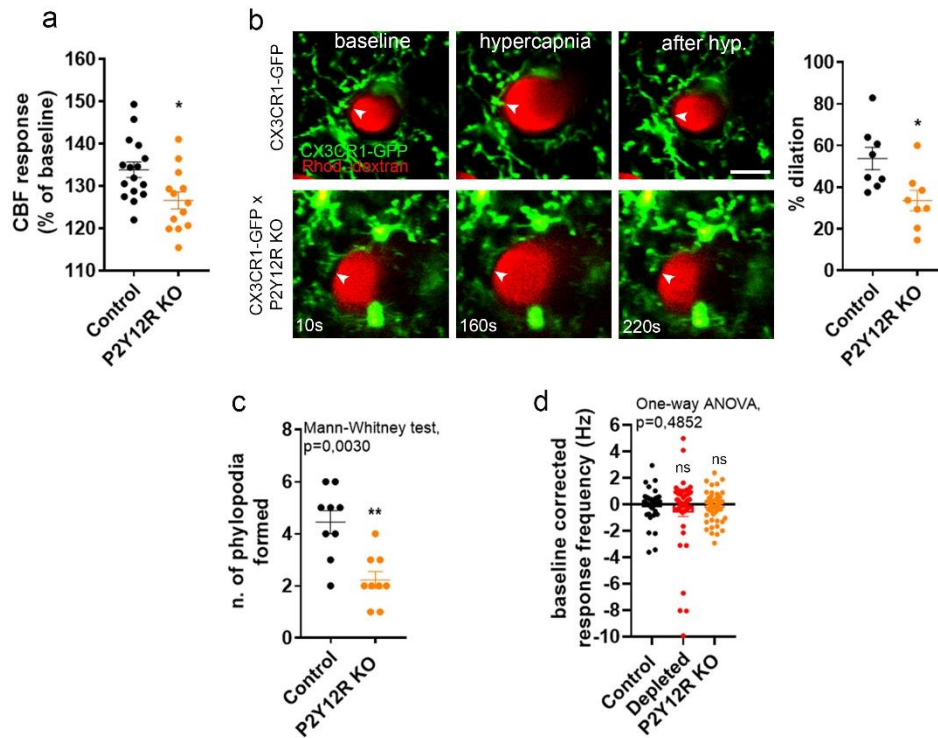 a
CBF response
(% of baseline)
160
150
140
130
120
110
*
Control
P2Y12R KO
b
CX3CR1-GFP
CX3CR1-GFP x
P2Y12R KO
baseline
hypercapnia
after hyp.
CX3CR1-GFP
Rhod.-dextran
10s
160s
220s
% dilation
100
80
60
40
20
0
*
Control
P2Y12R KO
c
Mann-Whitney test,
p=0,0030
n. of phylopodia
formed
8
6
4
2
0
**
Control
P2Y12R KO
d
One-way ANOVA,
p=0,4852
baseline corrected
response frequency (Hz)
6
4
2
0
-2
-4
-6
-8
-10
ns
ns
Control
Depleted
P2Y12R KO